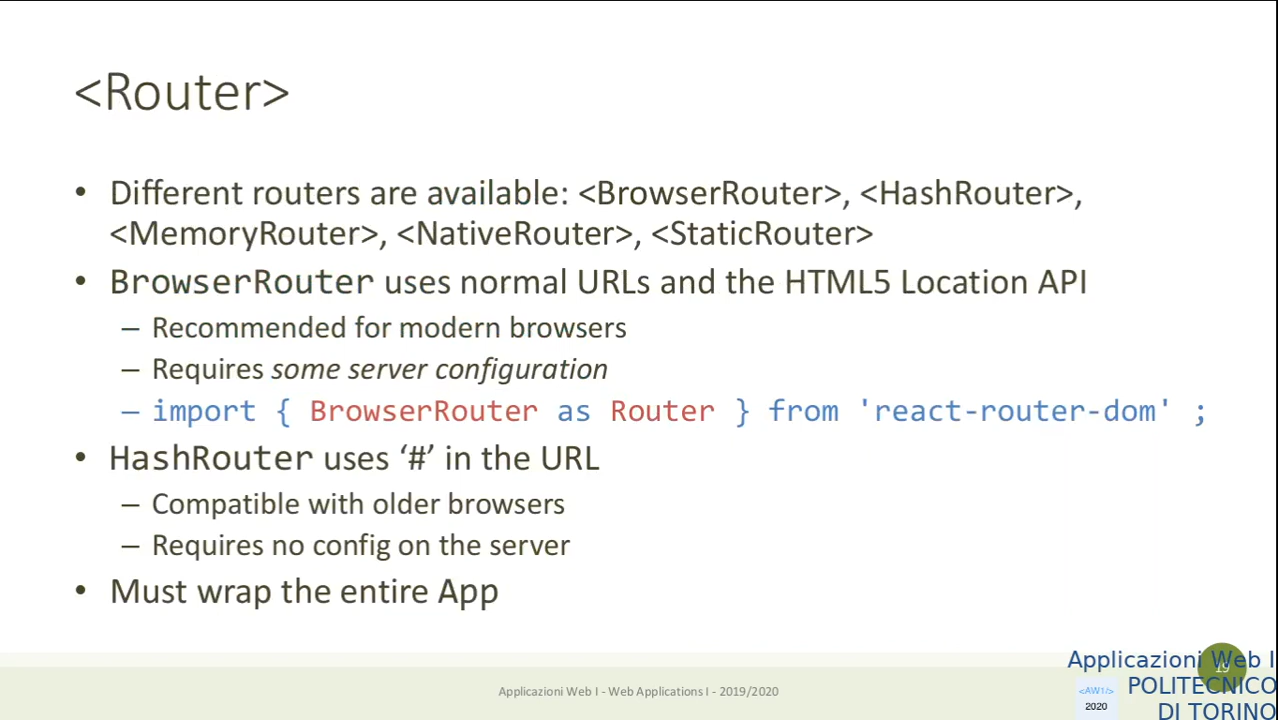 <Router>
• Different routers are available: <BrowserRouter>, <HashRouter>,
<MemoryRouter>, <NativeRouter>, <StaticRouter>
• BrowserRouter uses normal URLs and the HTML5 Location API
– Recommended for modern browsers
– Requires some server configuration
– import { BrowserRouter as Router } from 'react-router-dom' ;
• HashRouter uses ‘#’ in the URL
– Compatible with older browsers
– Requires no config on the server
• Must wrap the entire App
Applicazioni Web I - Web Applications I - 2019/2020
19
Applicazioni Web I
POLITECNICO
DI TORINO
<AW1/>
2020